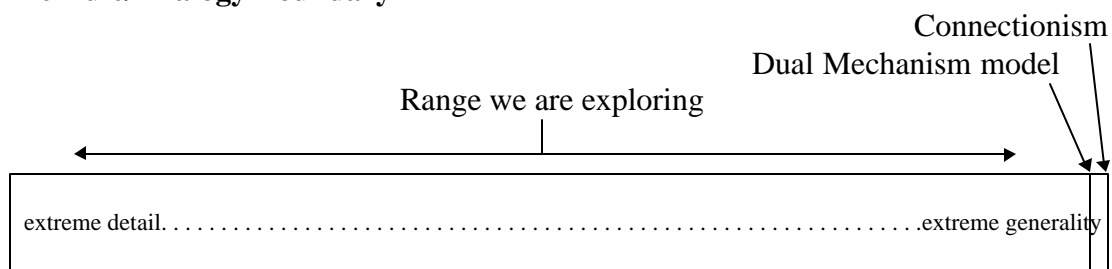 Connectionism
Dual Mechanism model
Range we are exploring
extreme detail. . . . . . . . . . . . . . . . . . . . . . . . . . . . . . . . . . . . . . . . . . . . . . . . . . . . . . . . . . . . . . . .extreme generality